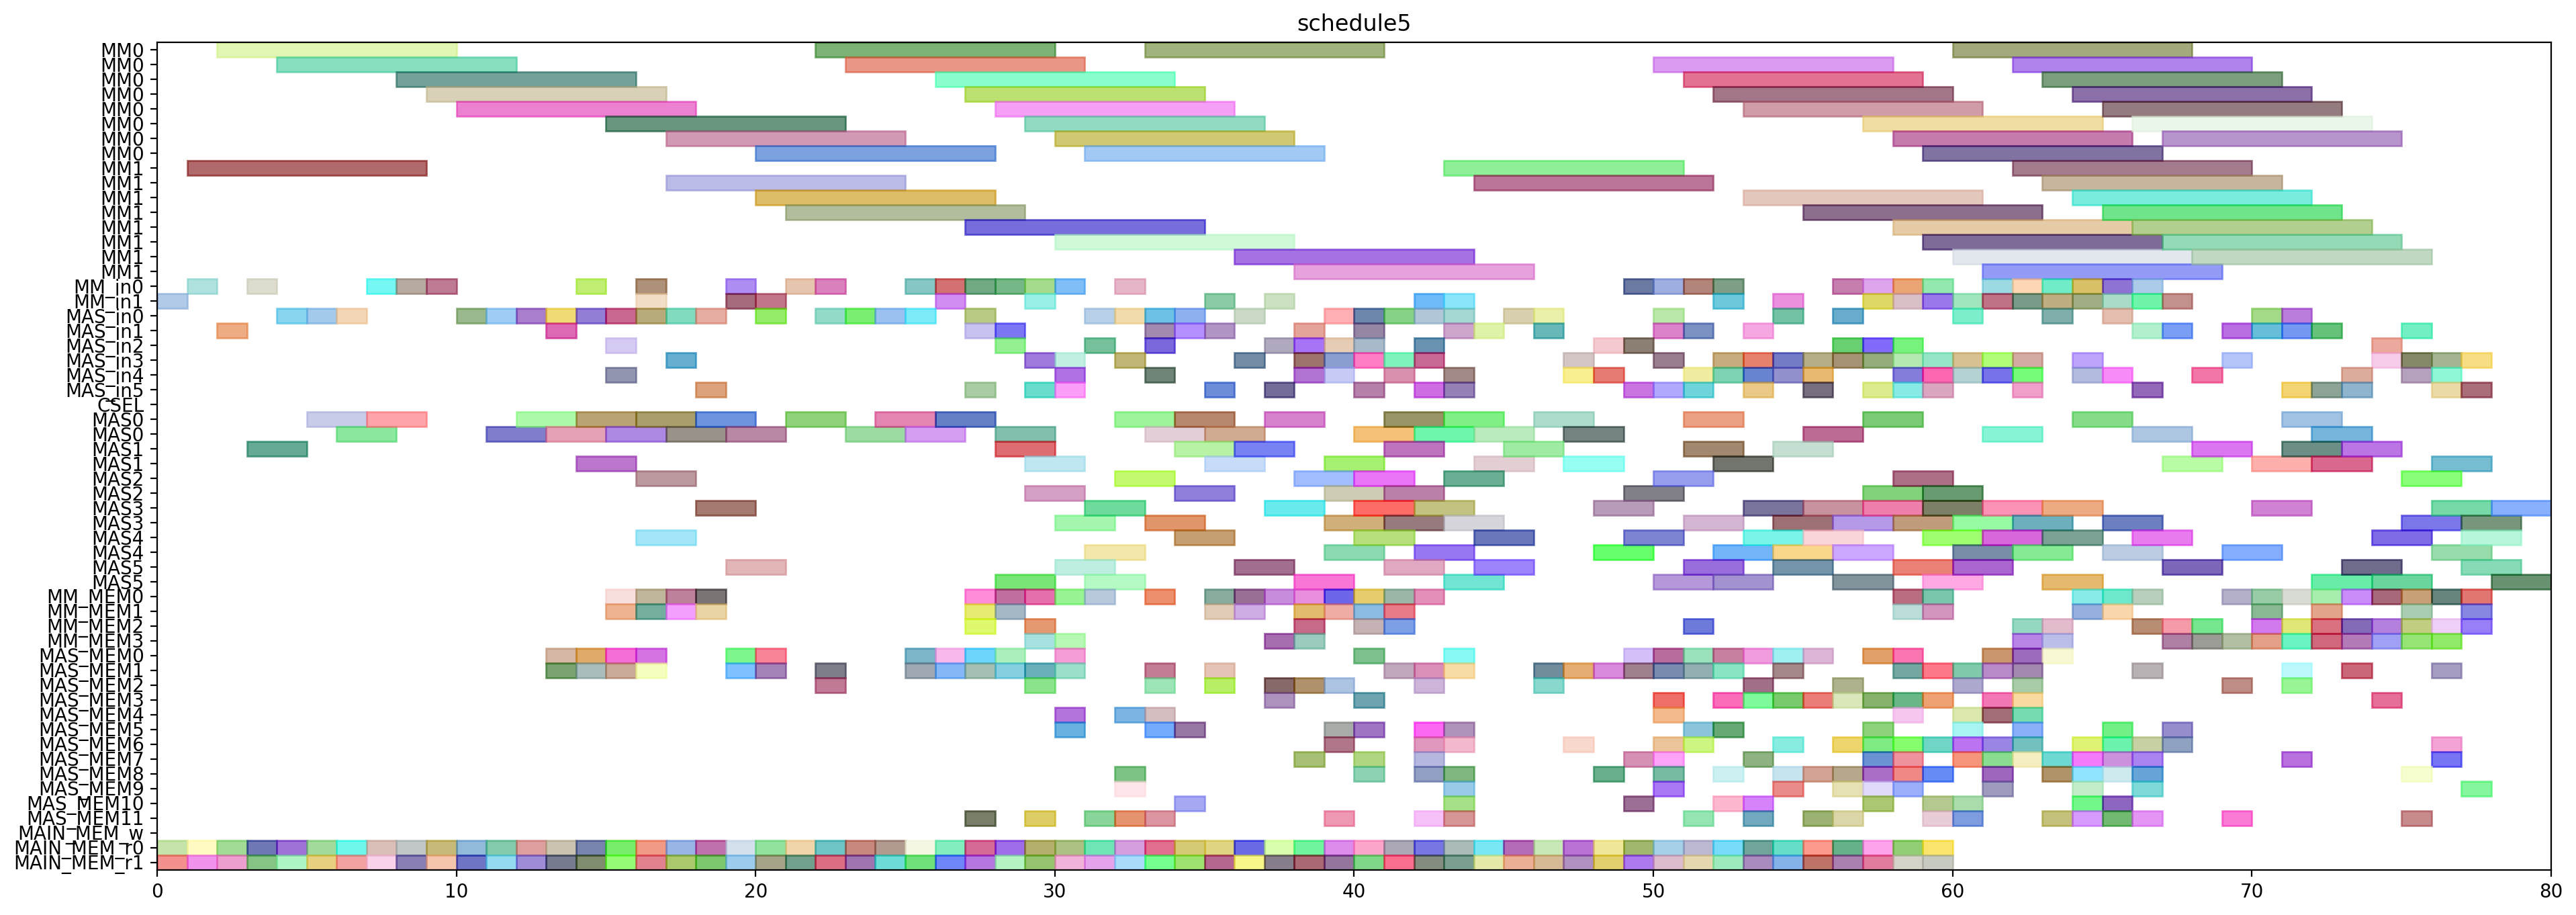 schedule5
MM0
MM0
MM0
MM0
MM0
MM0
MM0
MM0
MM1
MM1
MM1
MM1
MM1
MM1
MM1
MM1
MM_in0
MM_in1
MAS_in0
MAS_in1
MAS_in2
MAS_in3
MAS_in4
MAS_in5
CSEL
MAS0
MAS0
MAS1
MAS1
MAS2
MAS2
MAS3
MAS3
MAS4
MAS4
MAS5
MAS5
MM_MEM0
MM_MEM1
MM_MEM2
MM_MEM3
MAS_MEM0
MAS_MEM1
MAS_MEM2
MAS_MEM3
MAS_MEM4
MAS_MEM5
MAS_MEM6
MAS_MEM7
MAS_MEM8
MAS_MEM9
MAS_MEM10
MAS_MEM11
MAIN_MEM_w
MAIN_MEM_r0
MAIN_MEM_r1
0 10 20 30 40 50 60 70 80